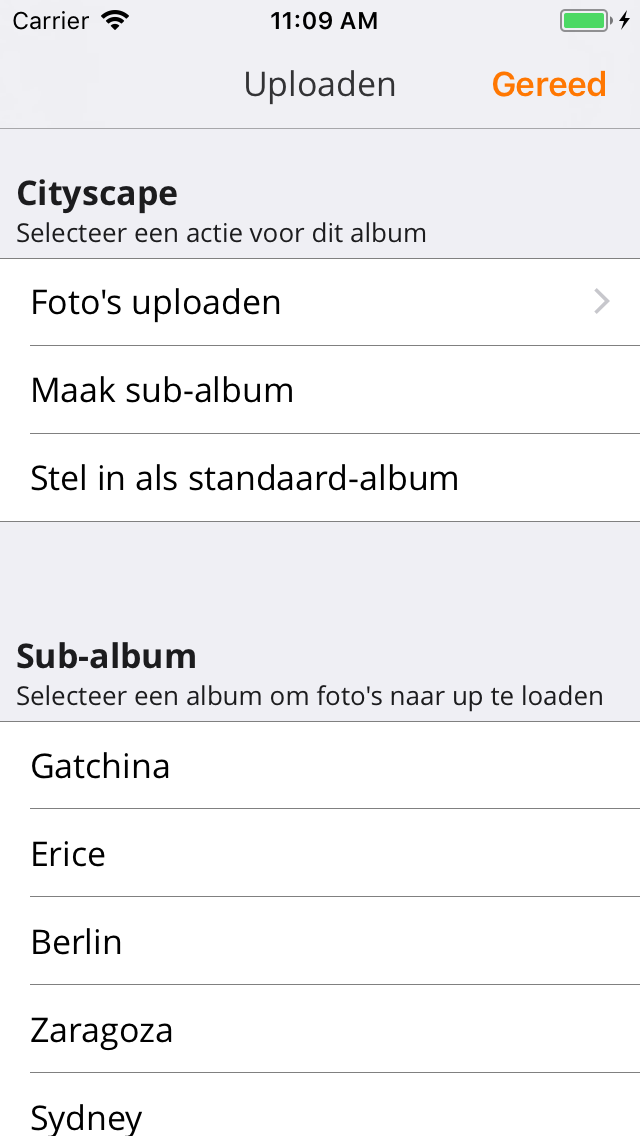 Carrier 11:09 AM
Uploaden Gereed
Cityscape
Selecteer een actie voor dit album
Foto's uploaden
Maak sub-album
Stel in als standaard-album
Sub-album
Selecteer een album om foto's naar up te loaden
Gatchina
Erice
Berlin
Zaragoza
Sydney